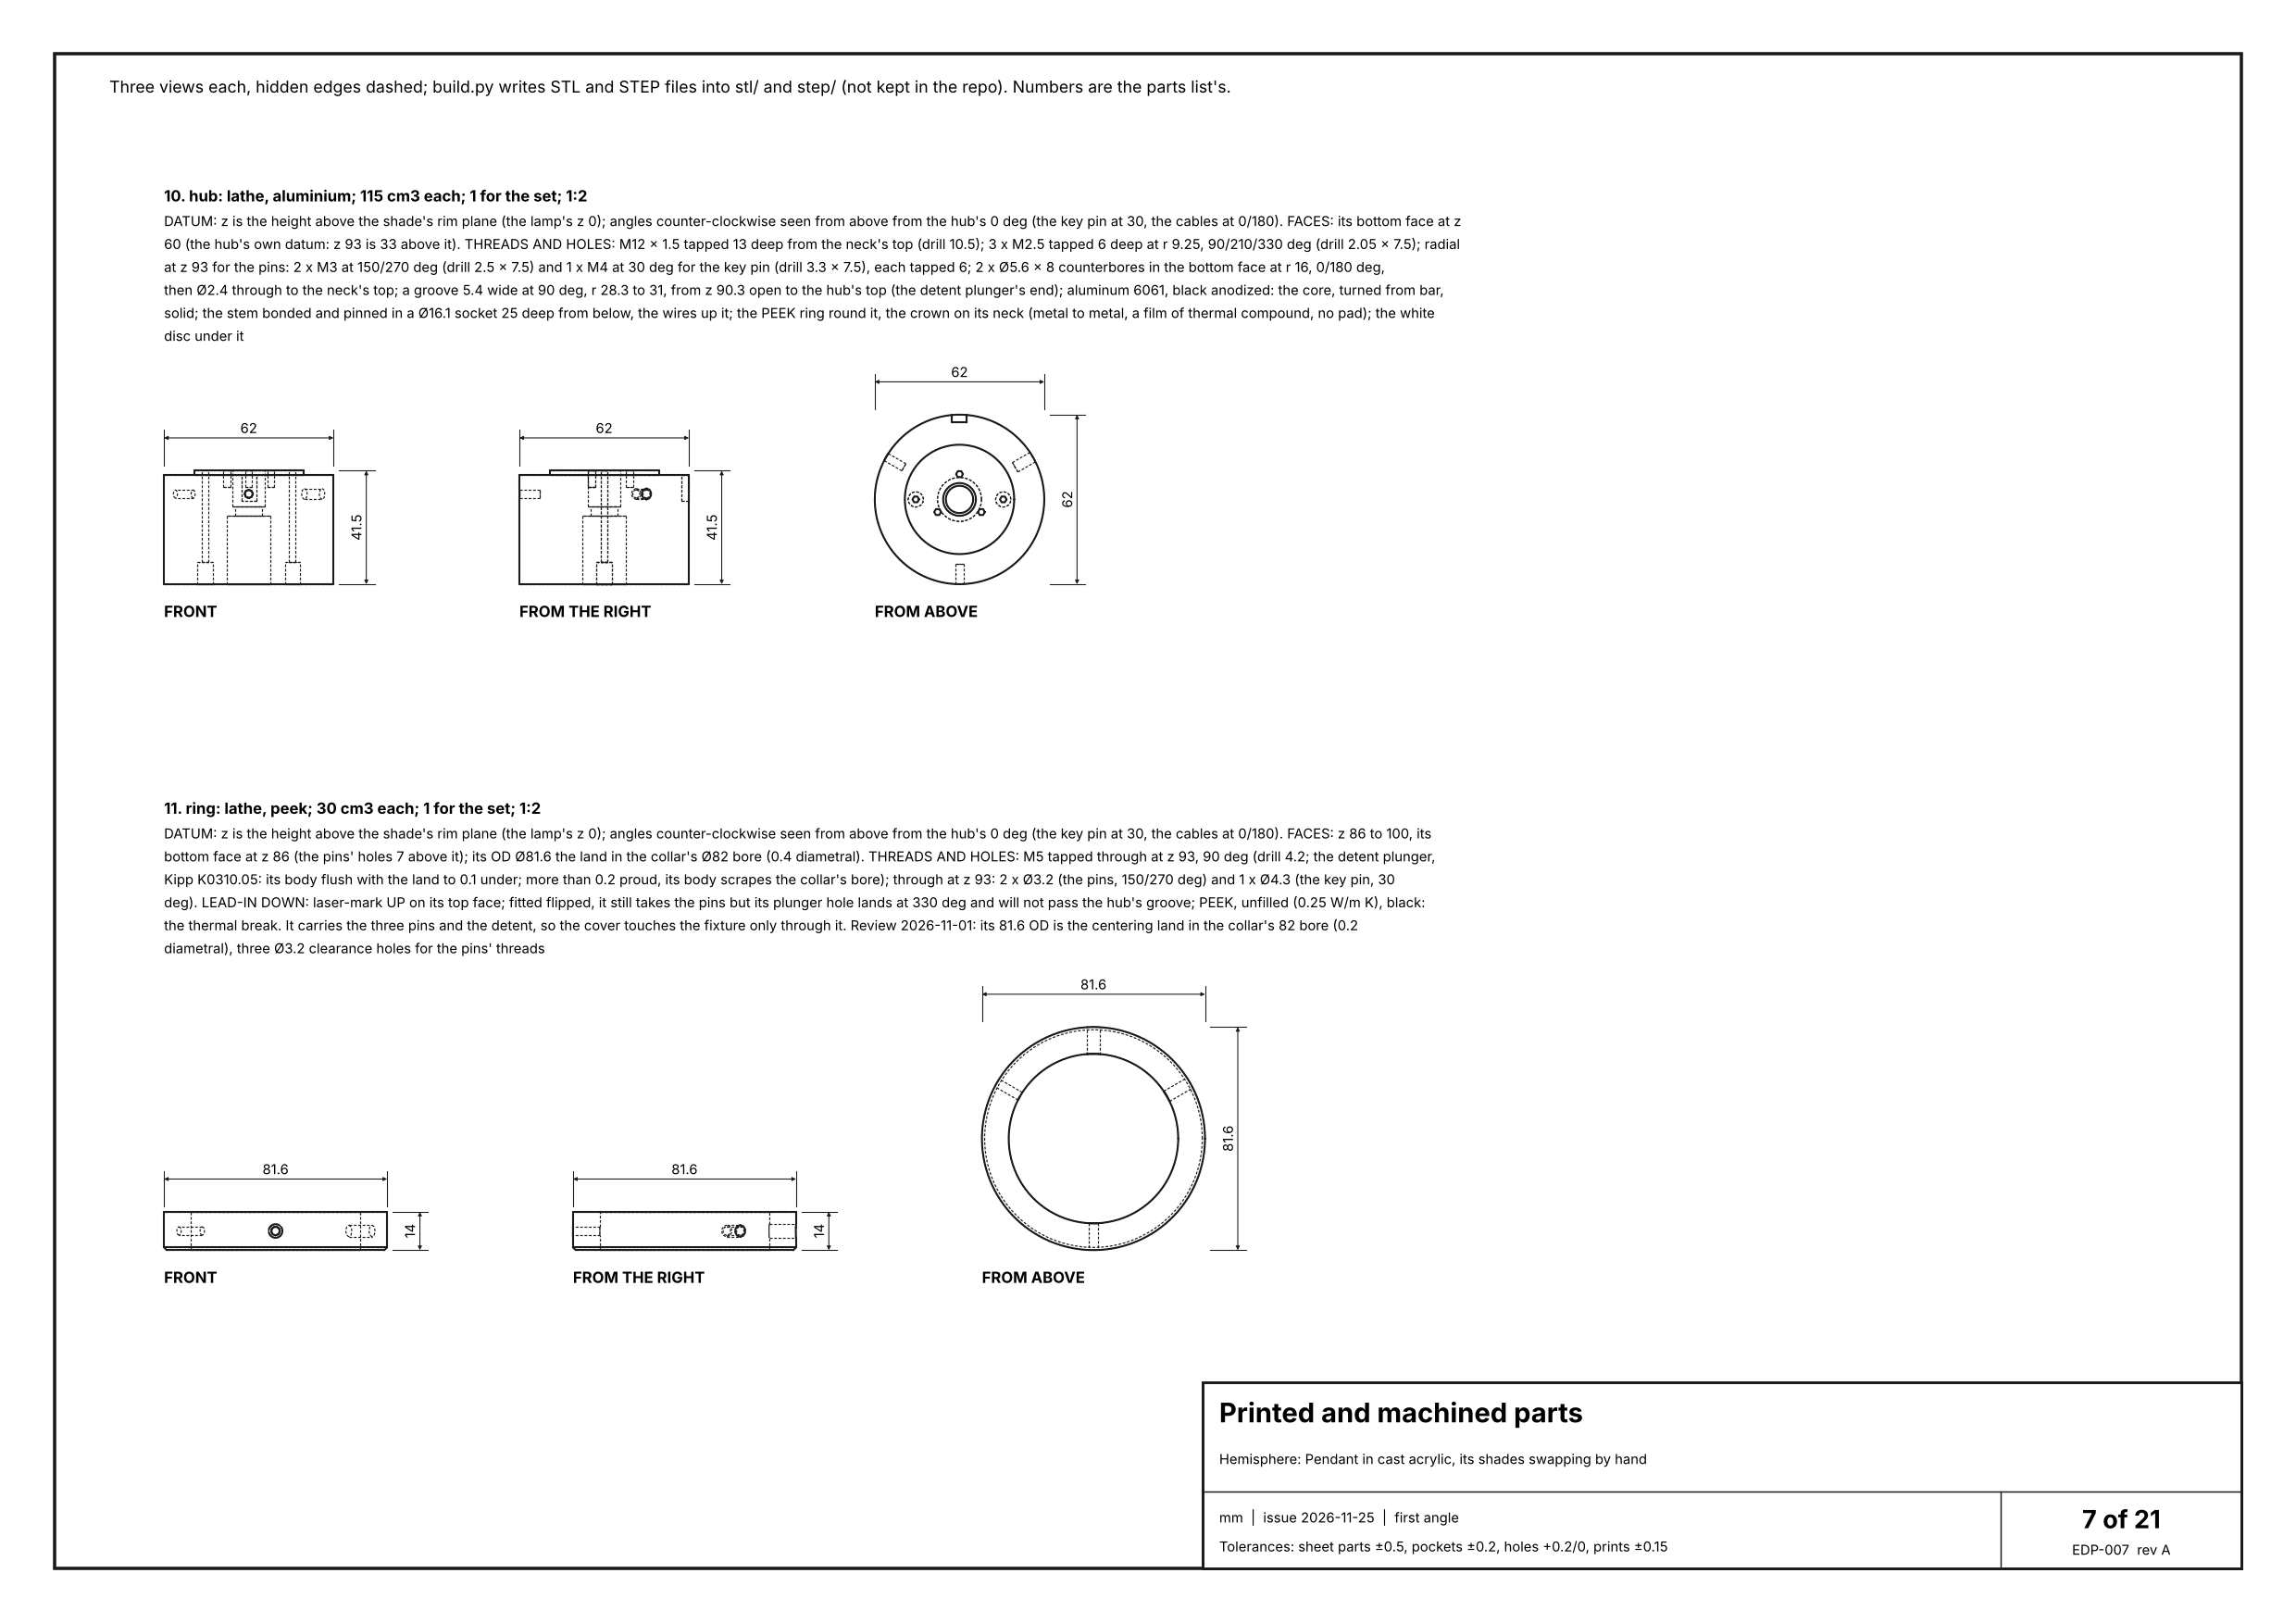 Three views each, hidden edges dashed; build.py writes STL and STEP files into stl/ and step/ (not kept in the repo). Numbers are the parts list's.
10. hub: lathe, aluminium; 115 cm3 each; 1 for the set; 1:2
DATUM: z is the height above the shade's rim plane (the lamp's z 0); angles counter-clockwise seen from above from the hub's 0 deg (the key pin at 30, the cables at 0/180). FACES: its bottom face at z
60 (the hub's own datum: z 93 is 33 above it). THREADS AND HOLES: M12 × 1.5 tapped 13 deep from the neck's top (drill 10.5); 3 x M2.5 tapped 6 deep at r 9.25, 90/210/330 deg (drill 2.05 × 7.5); radial
at z 93 for the pins: 2 x M3 at 150/270 deg (drill 2.5 × 7.5) and 1 x M4 at 30 deg for the key pin (drill 3.3 × 7.5), each tapped 6; 2 x Ø5.6 × 8 counterbores in the bottom face at r 16, 0/180 deg,
then Ø2.4 through to the neck's top; a groove 5.4 wide at 90 deg, r 28.3 to 31, from z 90.3 open to the hub's top (the detent plunger's end); aluminum 6061, black anodized: the core, turned from bar,
solid; the stem bonded and pinned in a Ø16.1 socket 25 deep from below, the wires up it; the PEEK ring round it, the crown on its neck (metal to metal, a film of thermal compound, no pad); the white
disc under it
62
62
62
41.5
41.5
62
FRONT
FROM THE RIGHT
FROM ABOVE
11. ring: lathe, peek; 30 cm3 each; 1 for the set; 1:2
DATUM: z is the height above the shade's rim plane (the lamp's z 0); angles counter-clockwise seen from above from the hub's 0 deg (the key pin at 30, the cables at 0/180). FACES: z 86 to 100, its
bottom face at z 86 (the pins' holes 7 above it); its OD Ø81.6 the land in the collar's Ø82 bore (0.4 diametral). THREADS AND HOLES: M5 tapped through at z 93, 90 deg (drill 4.2; the detent plunger,
Kipp K0310.05: its body flush with the land to 0.1 under; more than 0.2 proud, its body scrapes the collar's bore); through at z 93: 2 x Ø3.2 (the pins, 150/270 deg) and 1 x Ø4.3 (the key pin, 30
deg). LEAD-IN DOWN: laser-mark UP on its top face; fitted flipped, it still takes the pins but its plunger hole lands at 330 deg and will not pass the hub's groove; PEEK, unfilled (0.25 W/m K), black:
the thermal break. It carries the three pins and the detent, so the cover touches the fixture only through it. Review 2026-11-01: its 81.6 OD is the centering land in the collar's 82 bore (0.2
diametral), three Ø3.2 clearance holes for the pins' threads
81.6
81.6
81.6
14
14
81.6
FRONT
FROM THE RIGHT
FROM ABOVE
Printed and machined parts
Hemisphere: Pendant in cast acrylic, its shades swapping by hand
mm | issue 2026-11-25 | first angle
Tolerances: sheet parts ±0.5, pockets ±0.2, holes +0.2/0, prints ±0.15
7 of 21
EDP-007 rev A